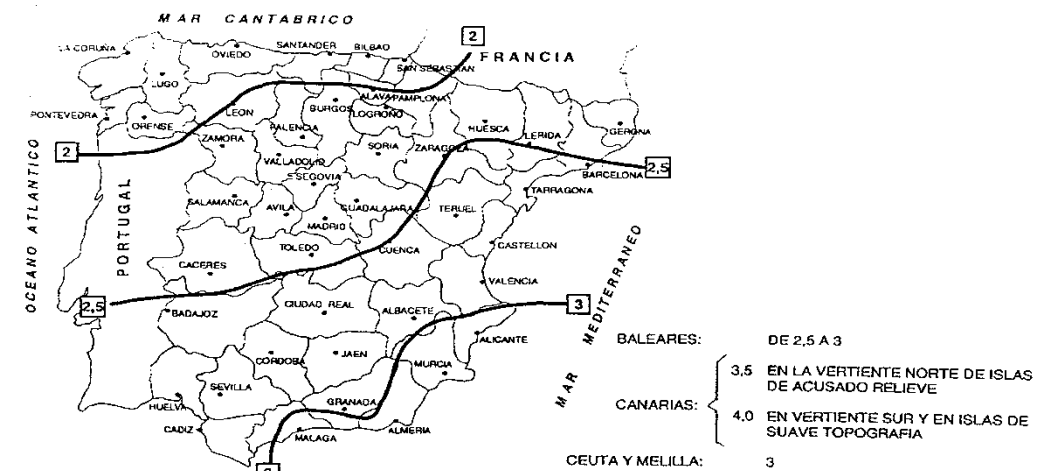 MAR CANTABRICO
2
FRANCIA
LA CORUÑA
OVIEDO
SANTANDER
BILBAO
SAN SEBASTIAN
LUGO
ALAVA
PAMPLONA
PONTEVEDRA
ORENSE
LEON
BURGOS
LOGROÑO
HUESCA
LERIDA
GERONA
2
ZAMORA
PALENCIA
SORIA
ZARAGOZA
BARCELONA
2,5
VALLADOLID
SEGOVIA
TARRAGONA
OCEANO ATLANTICO
PORTUGAL
SALAMANCA
AVILA
GUADALAJARA
TERUEL
MADRID
TOLEDO
CUENCA
CASTELLON
CACERES
VALENCIA
2,5
BADAJOZ
CIUDAD REAL
ALBACETE
3
MAR MEDITERRANEO
ALICANTE
CORDOBA
JAEN
MURCIA
HUELVA
SEVILLA
GRANADA
CADIZ
MALAGA
ALMERIA
BALEARES: DE 2,5 A 3
CANARIAS:
3,5 EN LA VERTIENTE NORTE DE ISLAS
DE ACUSADO RELIEVE
4,0 EN VERTIENTE SUR Y EN ISLAS DE
SUAVE TOPOGRAFIA
CEUTA Y MELILLA: 3